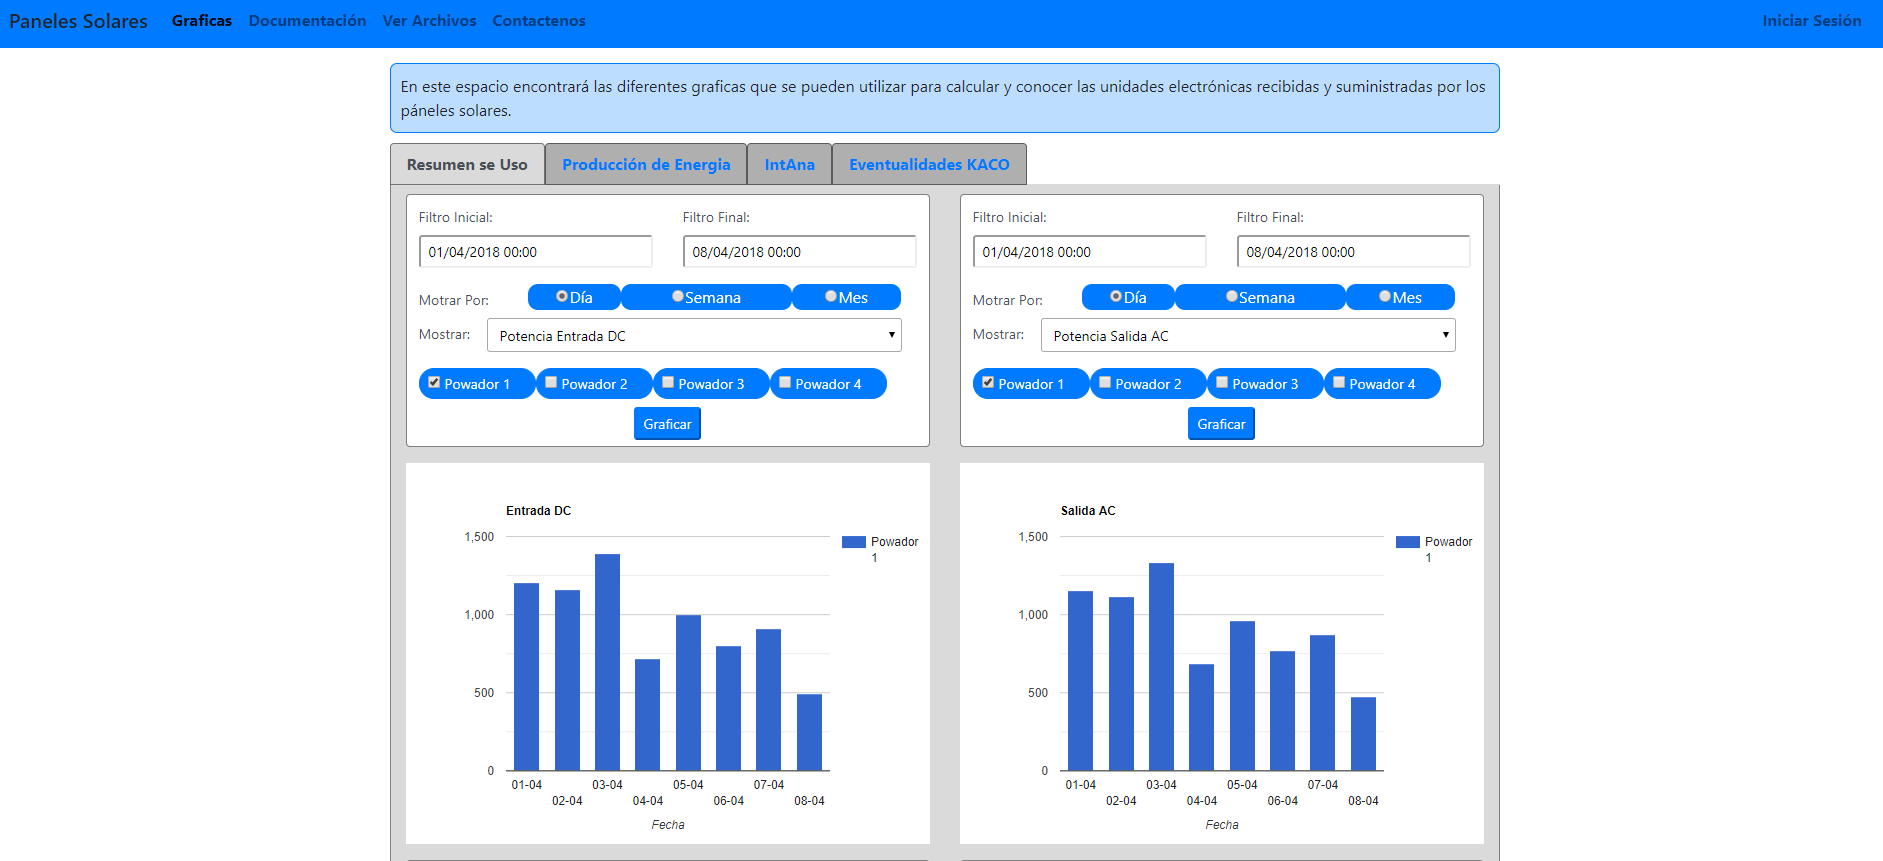 Paneles Solares Graficas Documentación Ver Archivos Contactenos Iniciar Sesión
En este espacio encontrará las diferentes graficas que se pueden utilizar para calcular y conocer las unidades electrónicas recibidas y suministradas por los
páneles solares.
Resumen se Uso Producción de Energia IntAna Eventualidades KACO
Filtro Inicial: Filtro Final:
01/04/2018 00:00 08/04/2018 00:00
Motrar Por: Día Semana Mes
Mostrar: Potencia Entrada DC
Powador 1 Powador 2 Powador 3 Powador 4
Graficar
Entrada DC
1,500
1,000
500
0
Powador
1
01-04 03-04 05-04 07-04
02-04 04-04 06-04 08-04
Fecha
Filtro Inicial: Filtro Final:
01/04/2018 00:00 08/04/2018 00:00
Motrar Por: Día Semana Mes
Mostrar: Potencia Salida AC
Powador 1 Powador 2 Powador 3 Powador 4
Graficar
Salida AC
1,500
1,000
500
0
Powador
1
01-04 03-04 05-04 07-04
02-04 04-04 06-04 08-04
Fecha